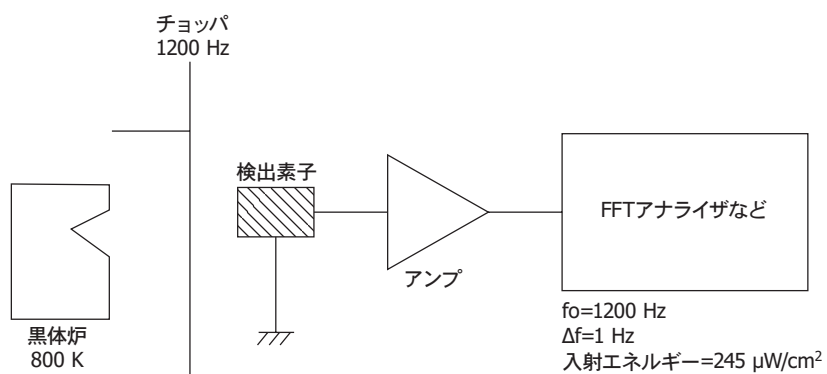 チョッパ
1200 Hz
検出素子
FFTアナライザなど
アンプ
黒体炉
800 K
fo=1200 Hz
Δf=1 Hz
入射エネルギー=245 μW/cm²